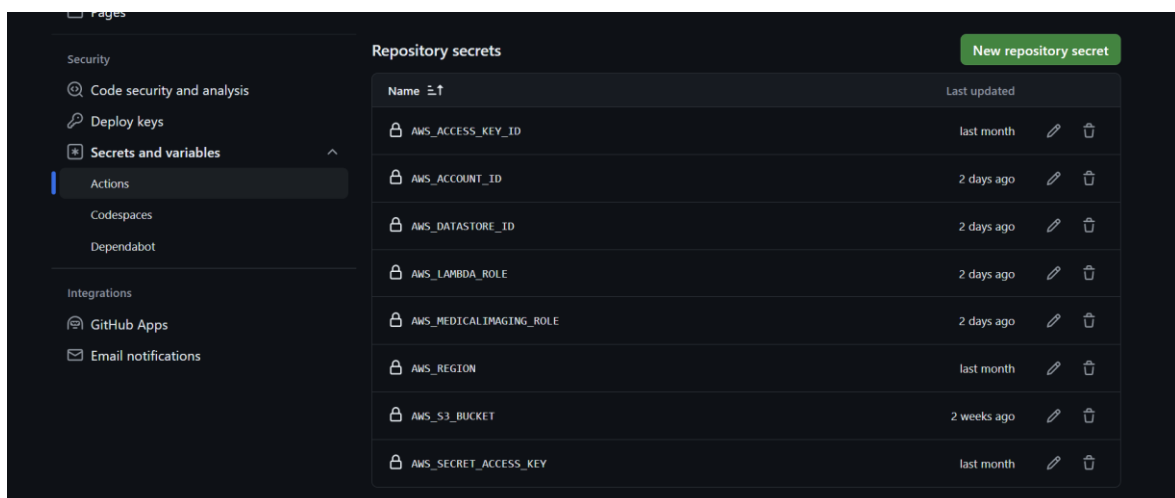 Pages
Security
Code security and analysis
Deploy keys
Secrets and variables
Actions
Codespaces
Dependabot
Integrations
GitHub Apps
Email notifications
Repository secrets
New repository secret
Name Last updated
AWS_ACCESS_KEY_ID last month
AWS_ACCOUNT_ID 2 days ago
AWS_DATASTORE_ID 2 days ago
AWS_LAMBDA_ROLE 2 days ago
AWS_MEDICALIMAGING_ROLE 2 days ago
AWS_REGION last month
AWS_S3_BUCKET 2 weeks ago
AWS_SECRET_ACCESS_KEY last month